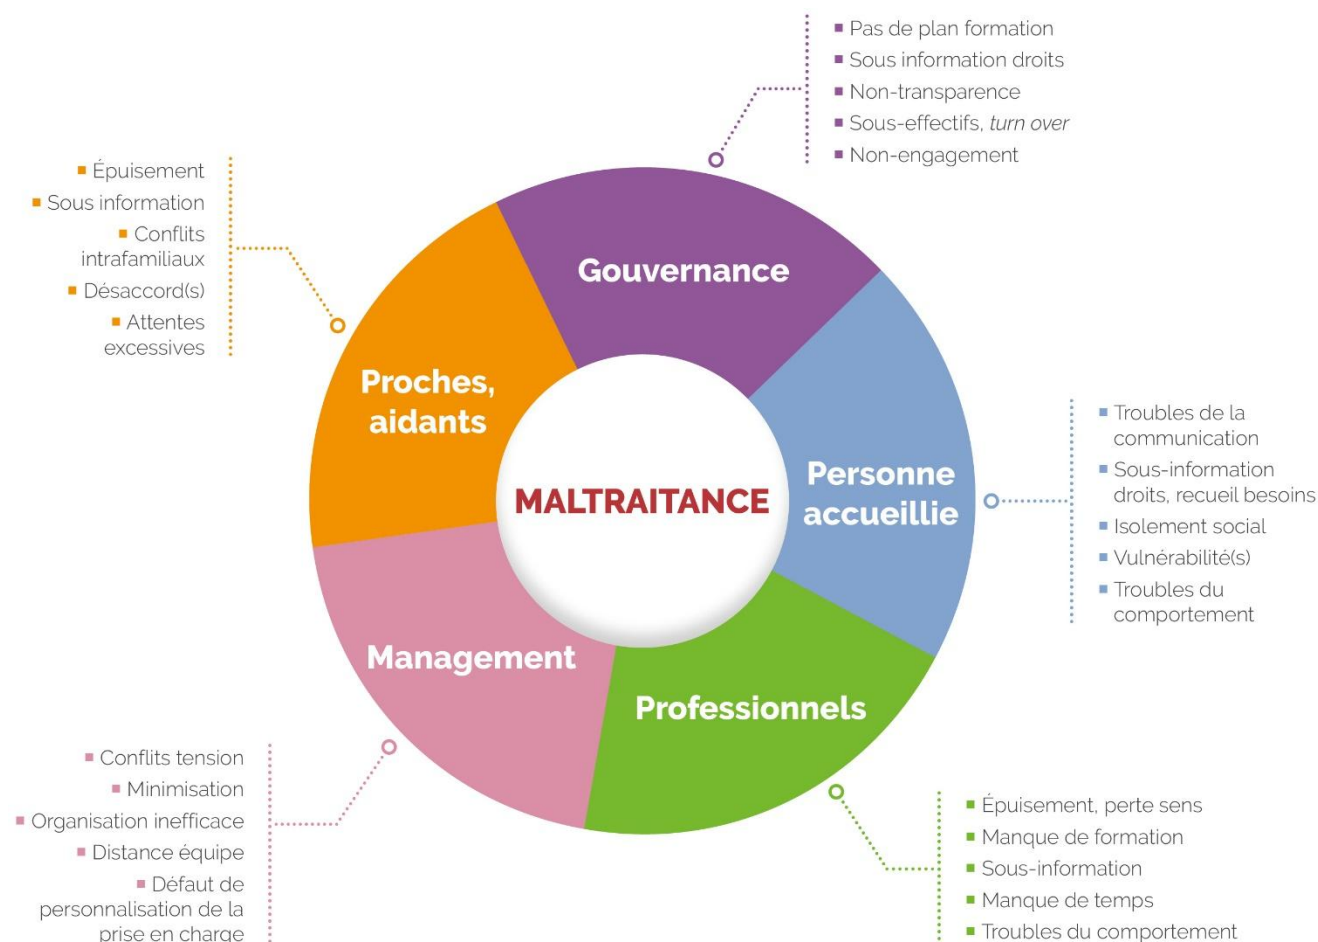 Pas de plan formation
Sous information droits
Non-transparence
Sous-effectifs, turn over
Non-engagement
Épuisement
Sous information
Conflits
intrafamiliaux
Désaccord(s)
Attentes
excessives
Gouvernance
Proches,
aidants
MALTRAITANCE
Personne
accueillie
Troubles de la
communication
Sous-information
droits, recueil besoins
Isolement social
Vulnérabilité(s)
Troubles du
comportement
Management
Professionnels
Conflits tension
Minimisation
Organisation inefficace
Distance équipe
Défaut de
personnalisation de la
prise en charge
Épuisement, perte sens
Manque de formation
Sous-information
Manque de temps
Troubles du comportement